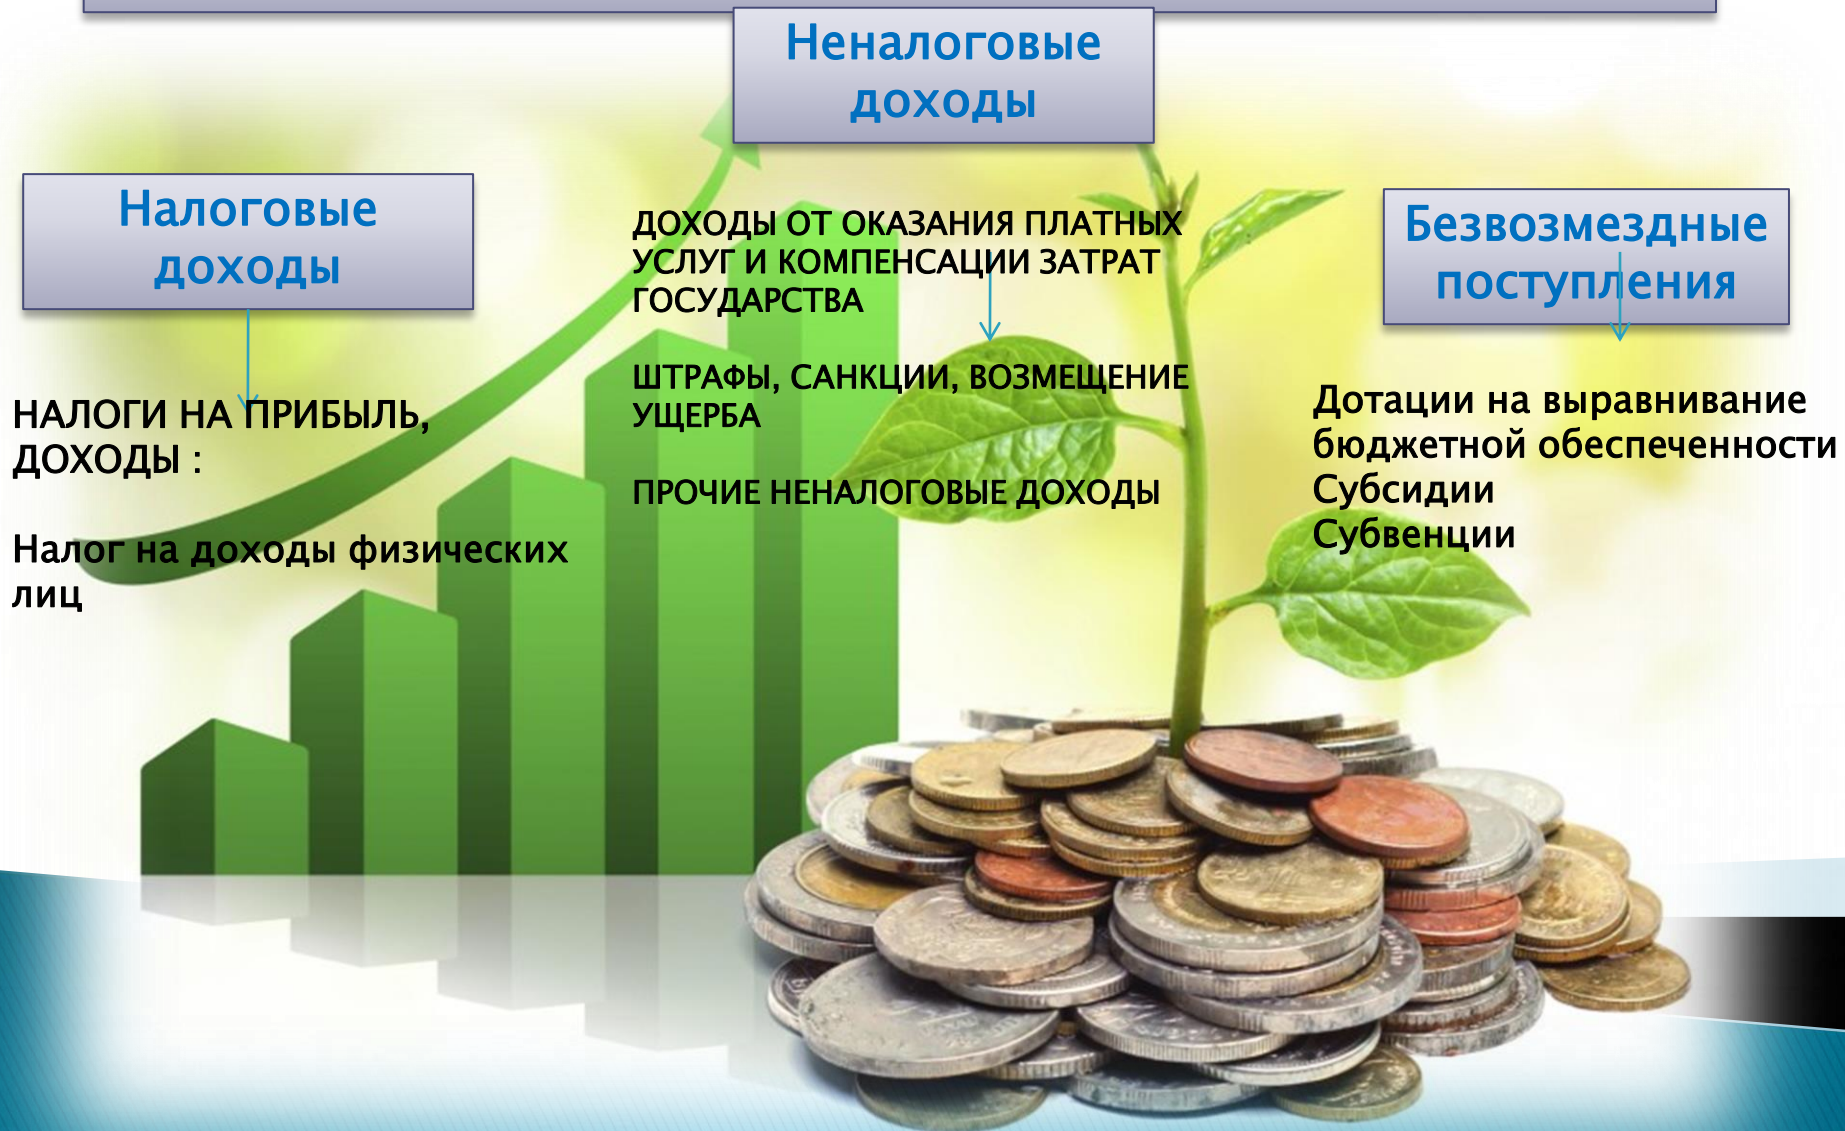 Неналоговые
доходы
Налоговые
доходы
НАЛОГИ НА ПРИБЫЛЬ,
ДОХОДЫ :
Налог на доходы физических
лиц
ДОХОДЫ ОТ ОКАЗАНИЯ ПЛАТНЫХ
УСЛУГ И КОМПЕНСАЦИИ ЗАТРАТ
ГОСУДАРСТВА
ШТРАФЫ, САНКЦИИ, ВОЗМЕЩЕНИЕ
УЩЕРБА
ПРОЧИЕ НЕНАЛОГОВЫЕ ДОХОДЫ
Безвозмездные
поступления
Дотации на выравнивание
бюджетной обеспеченности
Субсидии
Субвенции